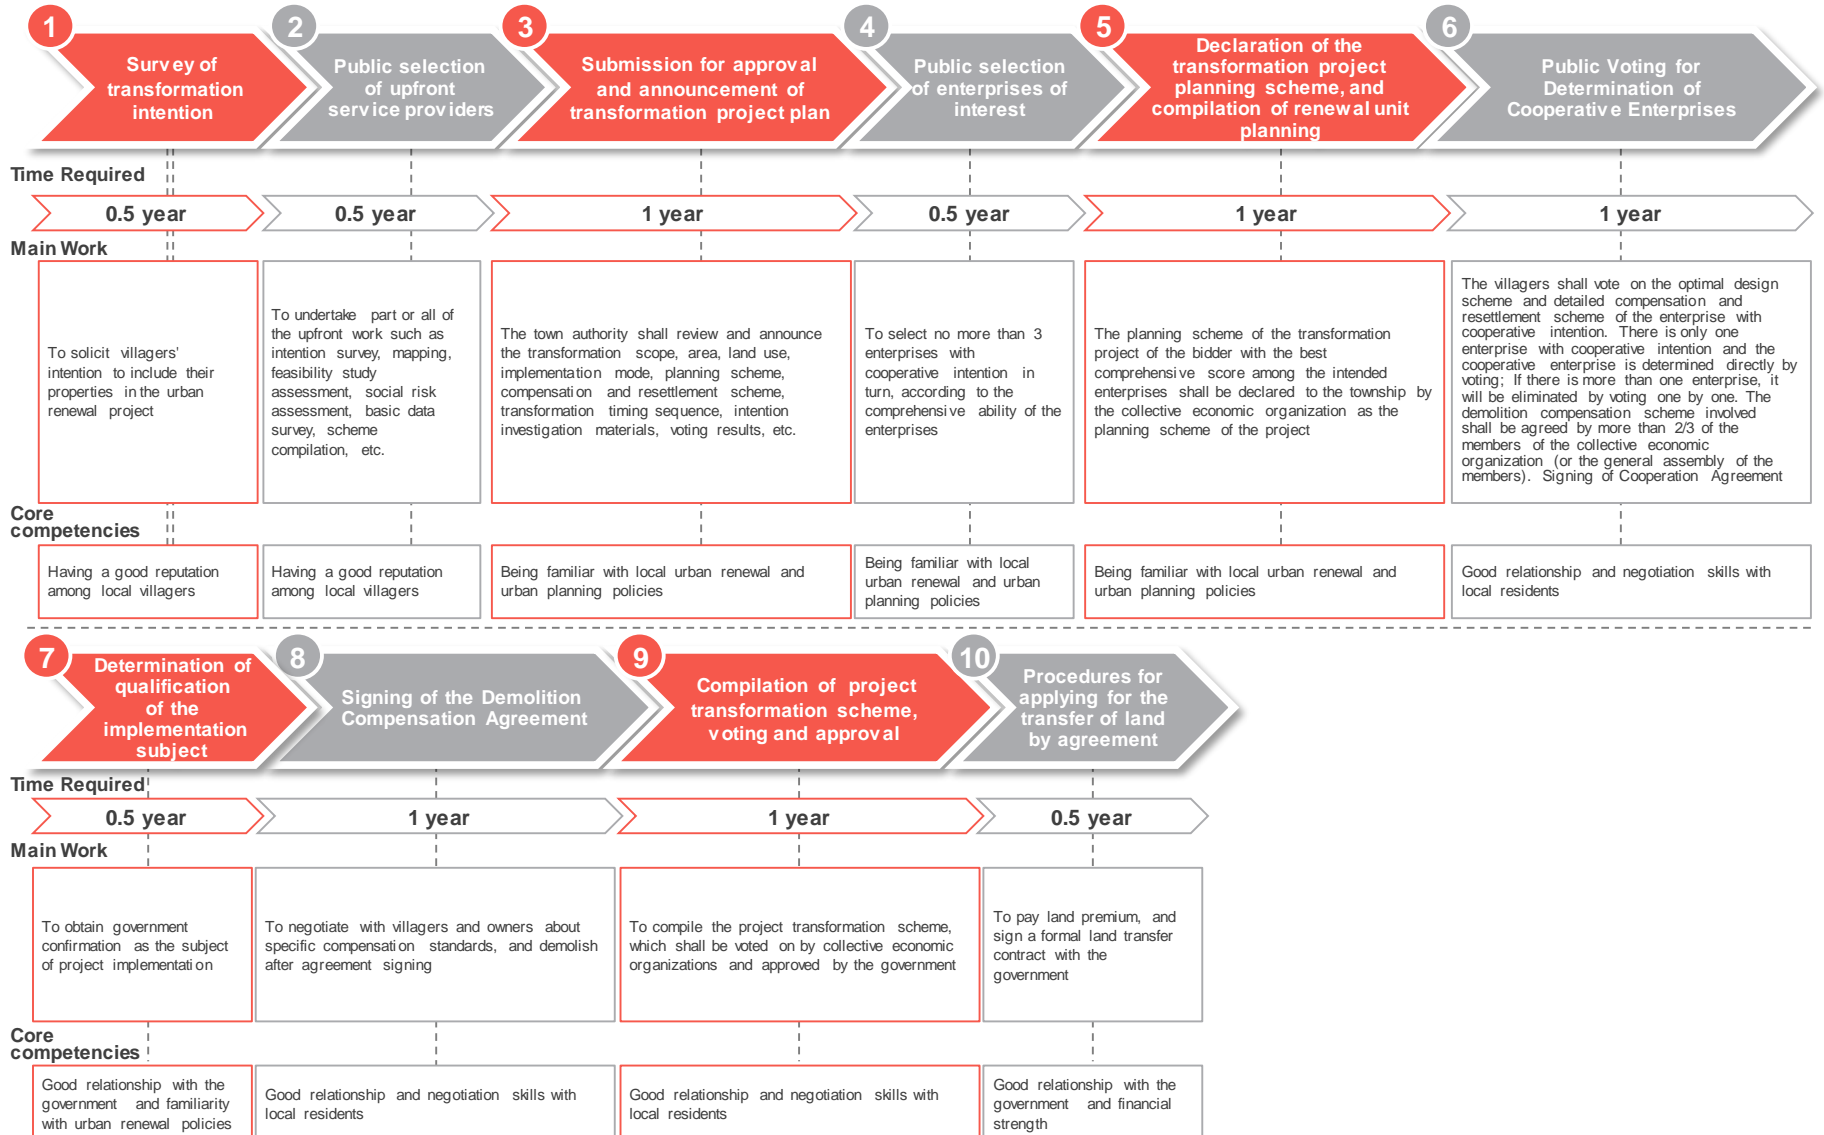 1
Survey of
transformation
intention
2
Public selection
of upfront
service providers
3
Submission for approval
and announcement of
transformation project plan
4
Public selection
of enterprises of
interest
5
Declaration of the
transformation project
planning scheme, and
compilation of renewal unit
planning
6
Public Voting for
Determination of
Cooperative Enterprises
Time Required
0.5 year
0.5 year
1 year
0.5 year
1 year
1 year
Main Work
To solicit villagers'
intention to include their
properties in the urban
renewal project
To undertake part or all of
the upfront work such as
intention survey, mapping,
feasibility study
assessment, social risk
assessment, basic data
survey, scheme
compilation, etc.
The town authority shall review and announce
the transformation scope, area, land use,
implementation mode, planning scheme,
compensation and resettlement scheme,
transformation timing sequence, intention
investigation materials, voting results, etc.
To select no more than 3
enterprises with
cooperative intention in
turn, according to the
comprehensive ability of the
enterprises
The planning scheme of the transformation
project of the bidder with the best
comprehensive score among the intended
enterprises shall be declared to the township by
the collective economic organization as the
planning scheme of the project
The villagers shall vote on the optimal design
scheme and detailed compensation and
resettlement scheme of the enterprise with
cooperative intention. There is only one
enterprise with cooperative intention and the
cooperative enterprise is determined directly by
voting; If there is more than one enterprise, it
will be eliminated by voting one by one. The
demolition compensation scheme involved
shall be agreed by more than 2/3 of the
members of the collective economic
organization (or the general assembly of the
members). Signing of Cooperation Agreement
Core
competencies
Having a good reputation
among local villagers
Having a good reputation
among local villagers
Being familiar with local urban renewal and
urban planning policies
Being familiar with local
urban renewal and urban
planning policies
Being familiar with local urban renewal and
urban planning policies
Good relationship and negotiation skills with
local residents
7
Determination of
qualification
of the
implementation
subject
8
Signing of the Demolition
Compensation Agreement
9
Compilation of project
transformation scheme,
voting and approval
10
Procedures for
applying for the
transfer of land
by agreement
Time Required
0.5 year
1 year
1 year
0.5 year
Main Work
To obtain government
confirmation as the subject
of project implementation
To negotiate with villagers and owners about
specific compensation standards, and demolish
after agreement signing
To compile the project transformation scheme,
which shall be voted on by collective economic
organizations and approved by the government
To pay land premium, and
sign a formal land transfer
contract with the
government
Core
competencies
Good relationship with the
government and familiarity
with urban renewal policies
Good relationship and negotiation skills with
local residents
Good relationship and negotiation skills with
local residents
Good relationship with the
government and financial
strength